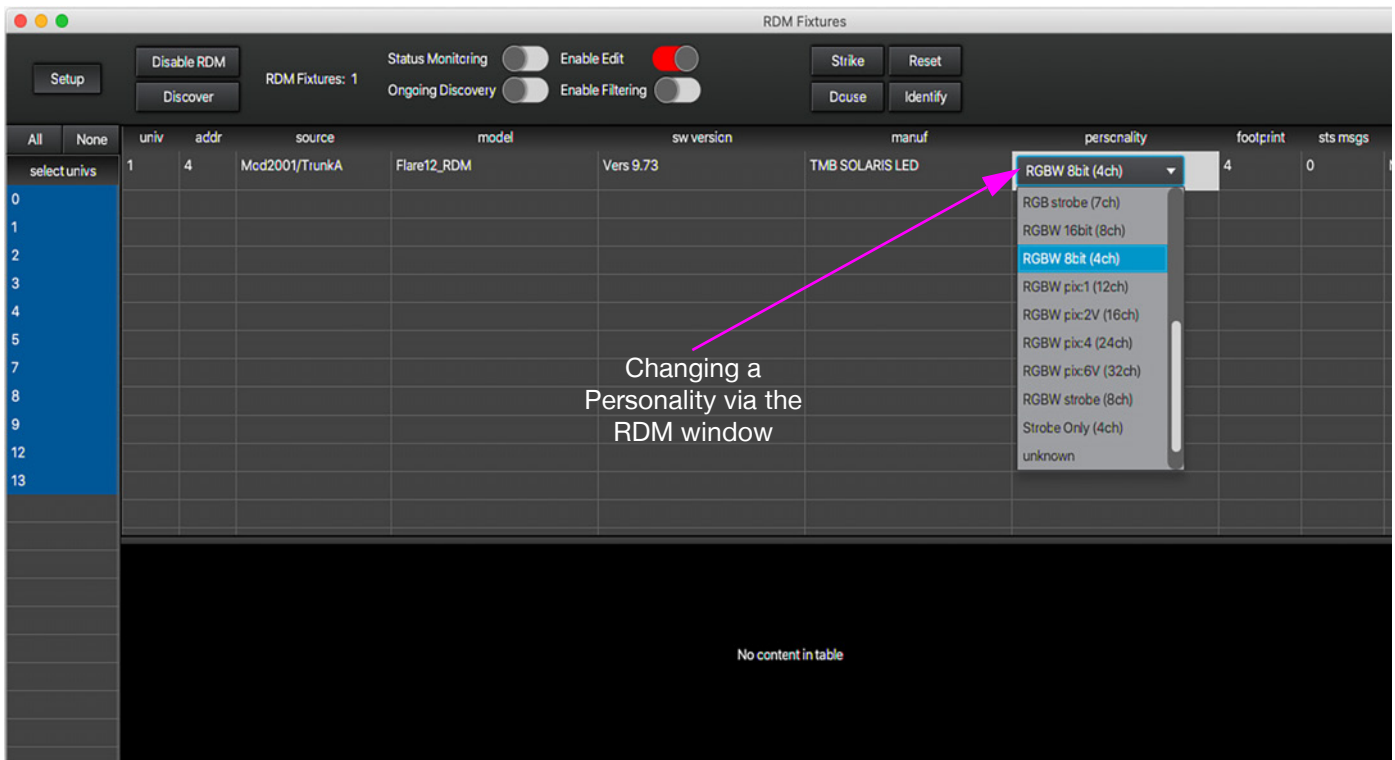 RDM Fixtures
Setup
Disable RDM
Discover
RDM Fixtures: 1
Status Monitoring
Enable Edit
Ongoing Discovery
Enable Filtering
Strike
Reset
Douse
Identify
All
None
univ addr source model sw version manuf personality footprint sts msgs
select univs
1 4 Mod2001/TrunkA Flare12_RDM Vers 9.73 TMB SOLARIS LED RGBW 8bit (4ch) 4 0
0
1
2
3
4
5
7
8
9
12
13
RGB strobe (7ch)
RGBW 16bit (8ch)
RGBW 8bit (4ch)
RGBW pix:1 (12ch)
RGBW pix:2V (16ch)
RGBW pix:4 (24ch)
RGBW pix:6V (32ch)
RGBW strobe (8ch)
Strobe Only (4ch)
unknown
Changing a
Personality via the
RDM window
No content in table